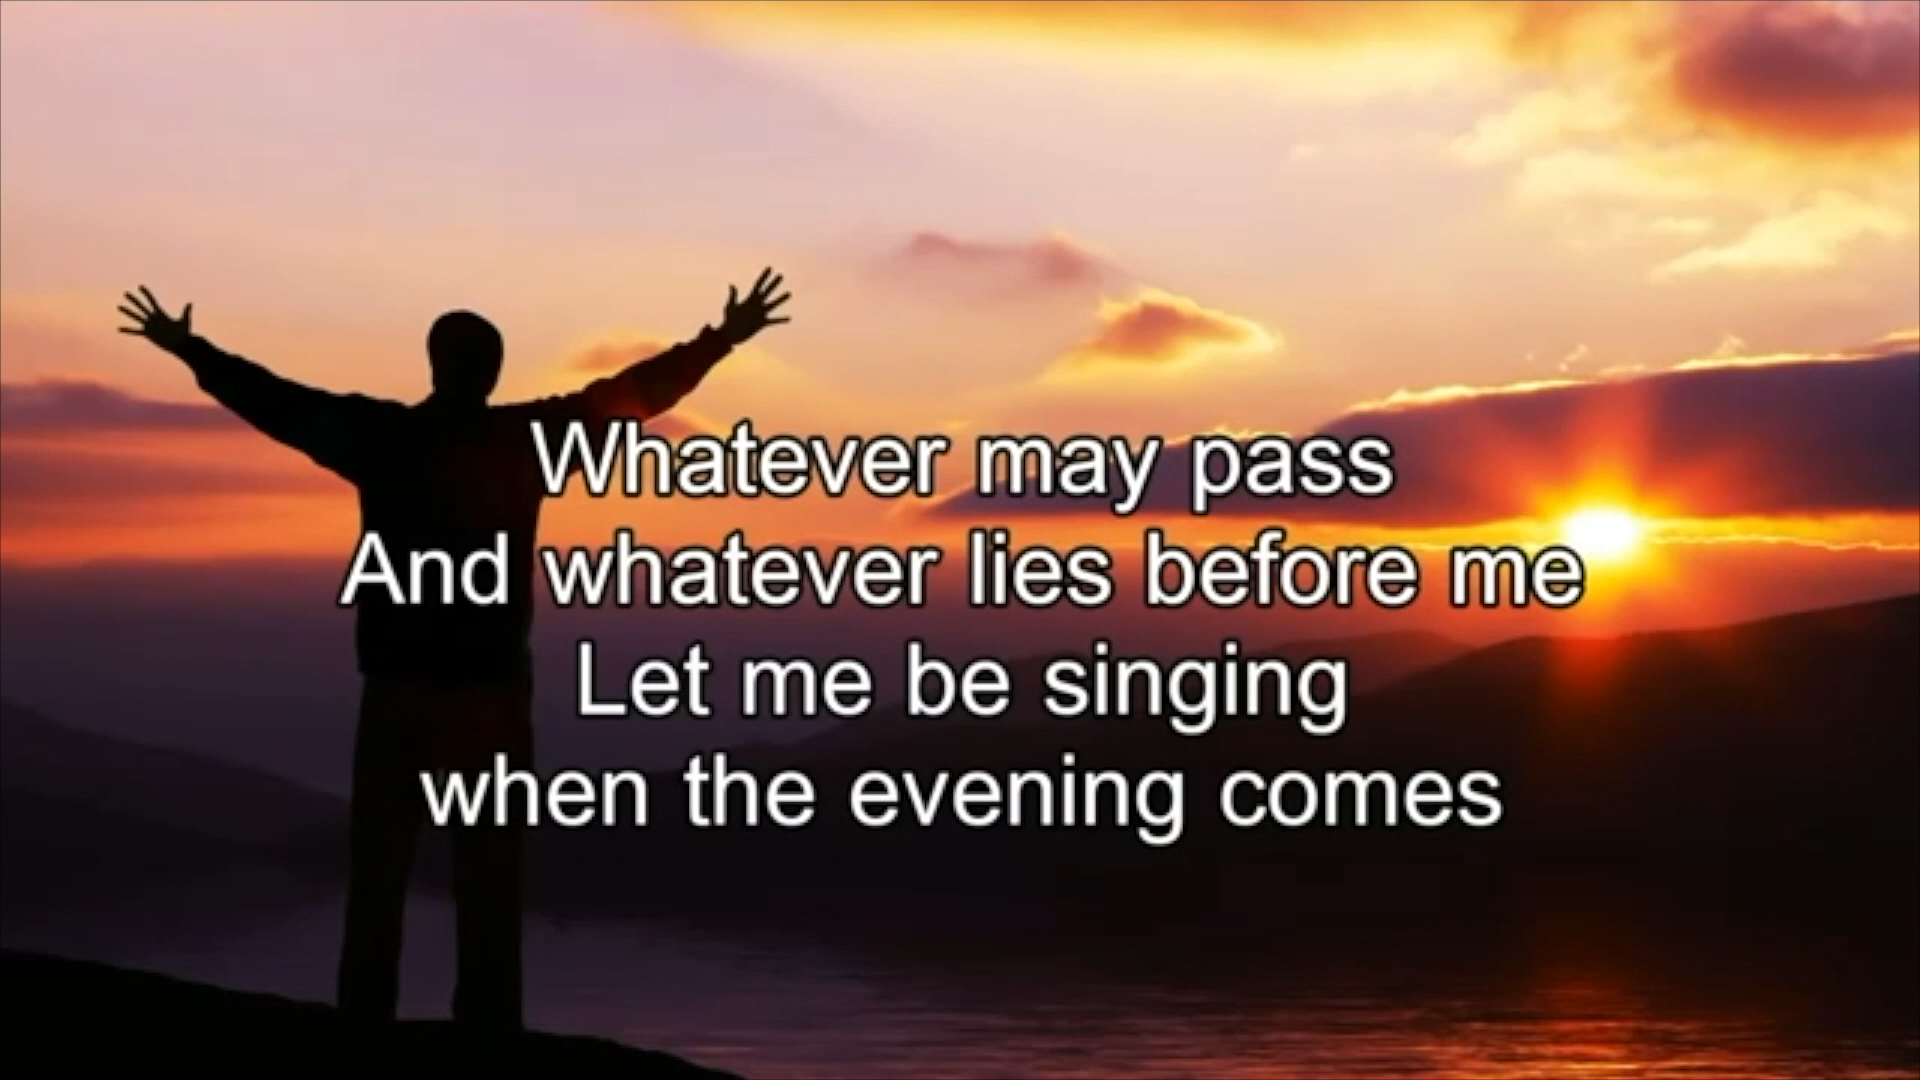 Whatever may pass
And whatever lies before me
Let me be singing
when the evening comes